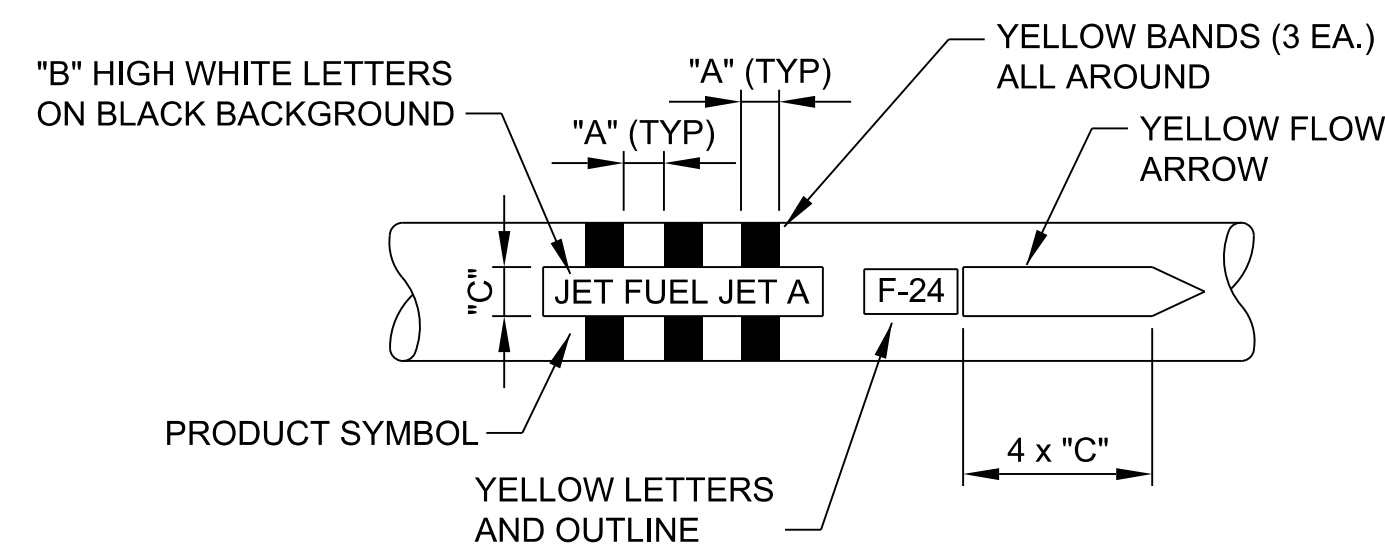 "B" HIGH WHITE LETTERS
ON BLACK BACKGROUND
"A" (TYP)
"A" (TYP)
YELLOW BANDS (3 EA.)
ALL AROUND
YELLOW FLOW
ARROW
"C"
JET FUEL JET A
F-24
PRODUCT SYMBOL
YELLOW LETTERS
AND OUTLINE
4 x "C"